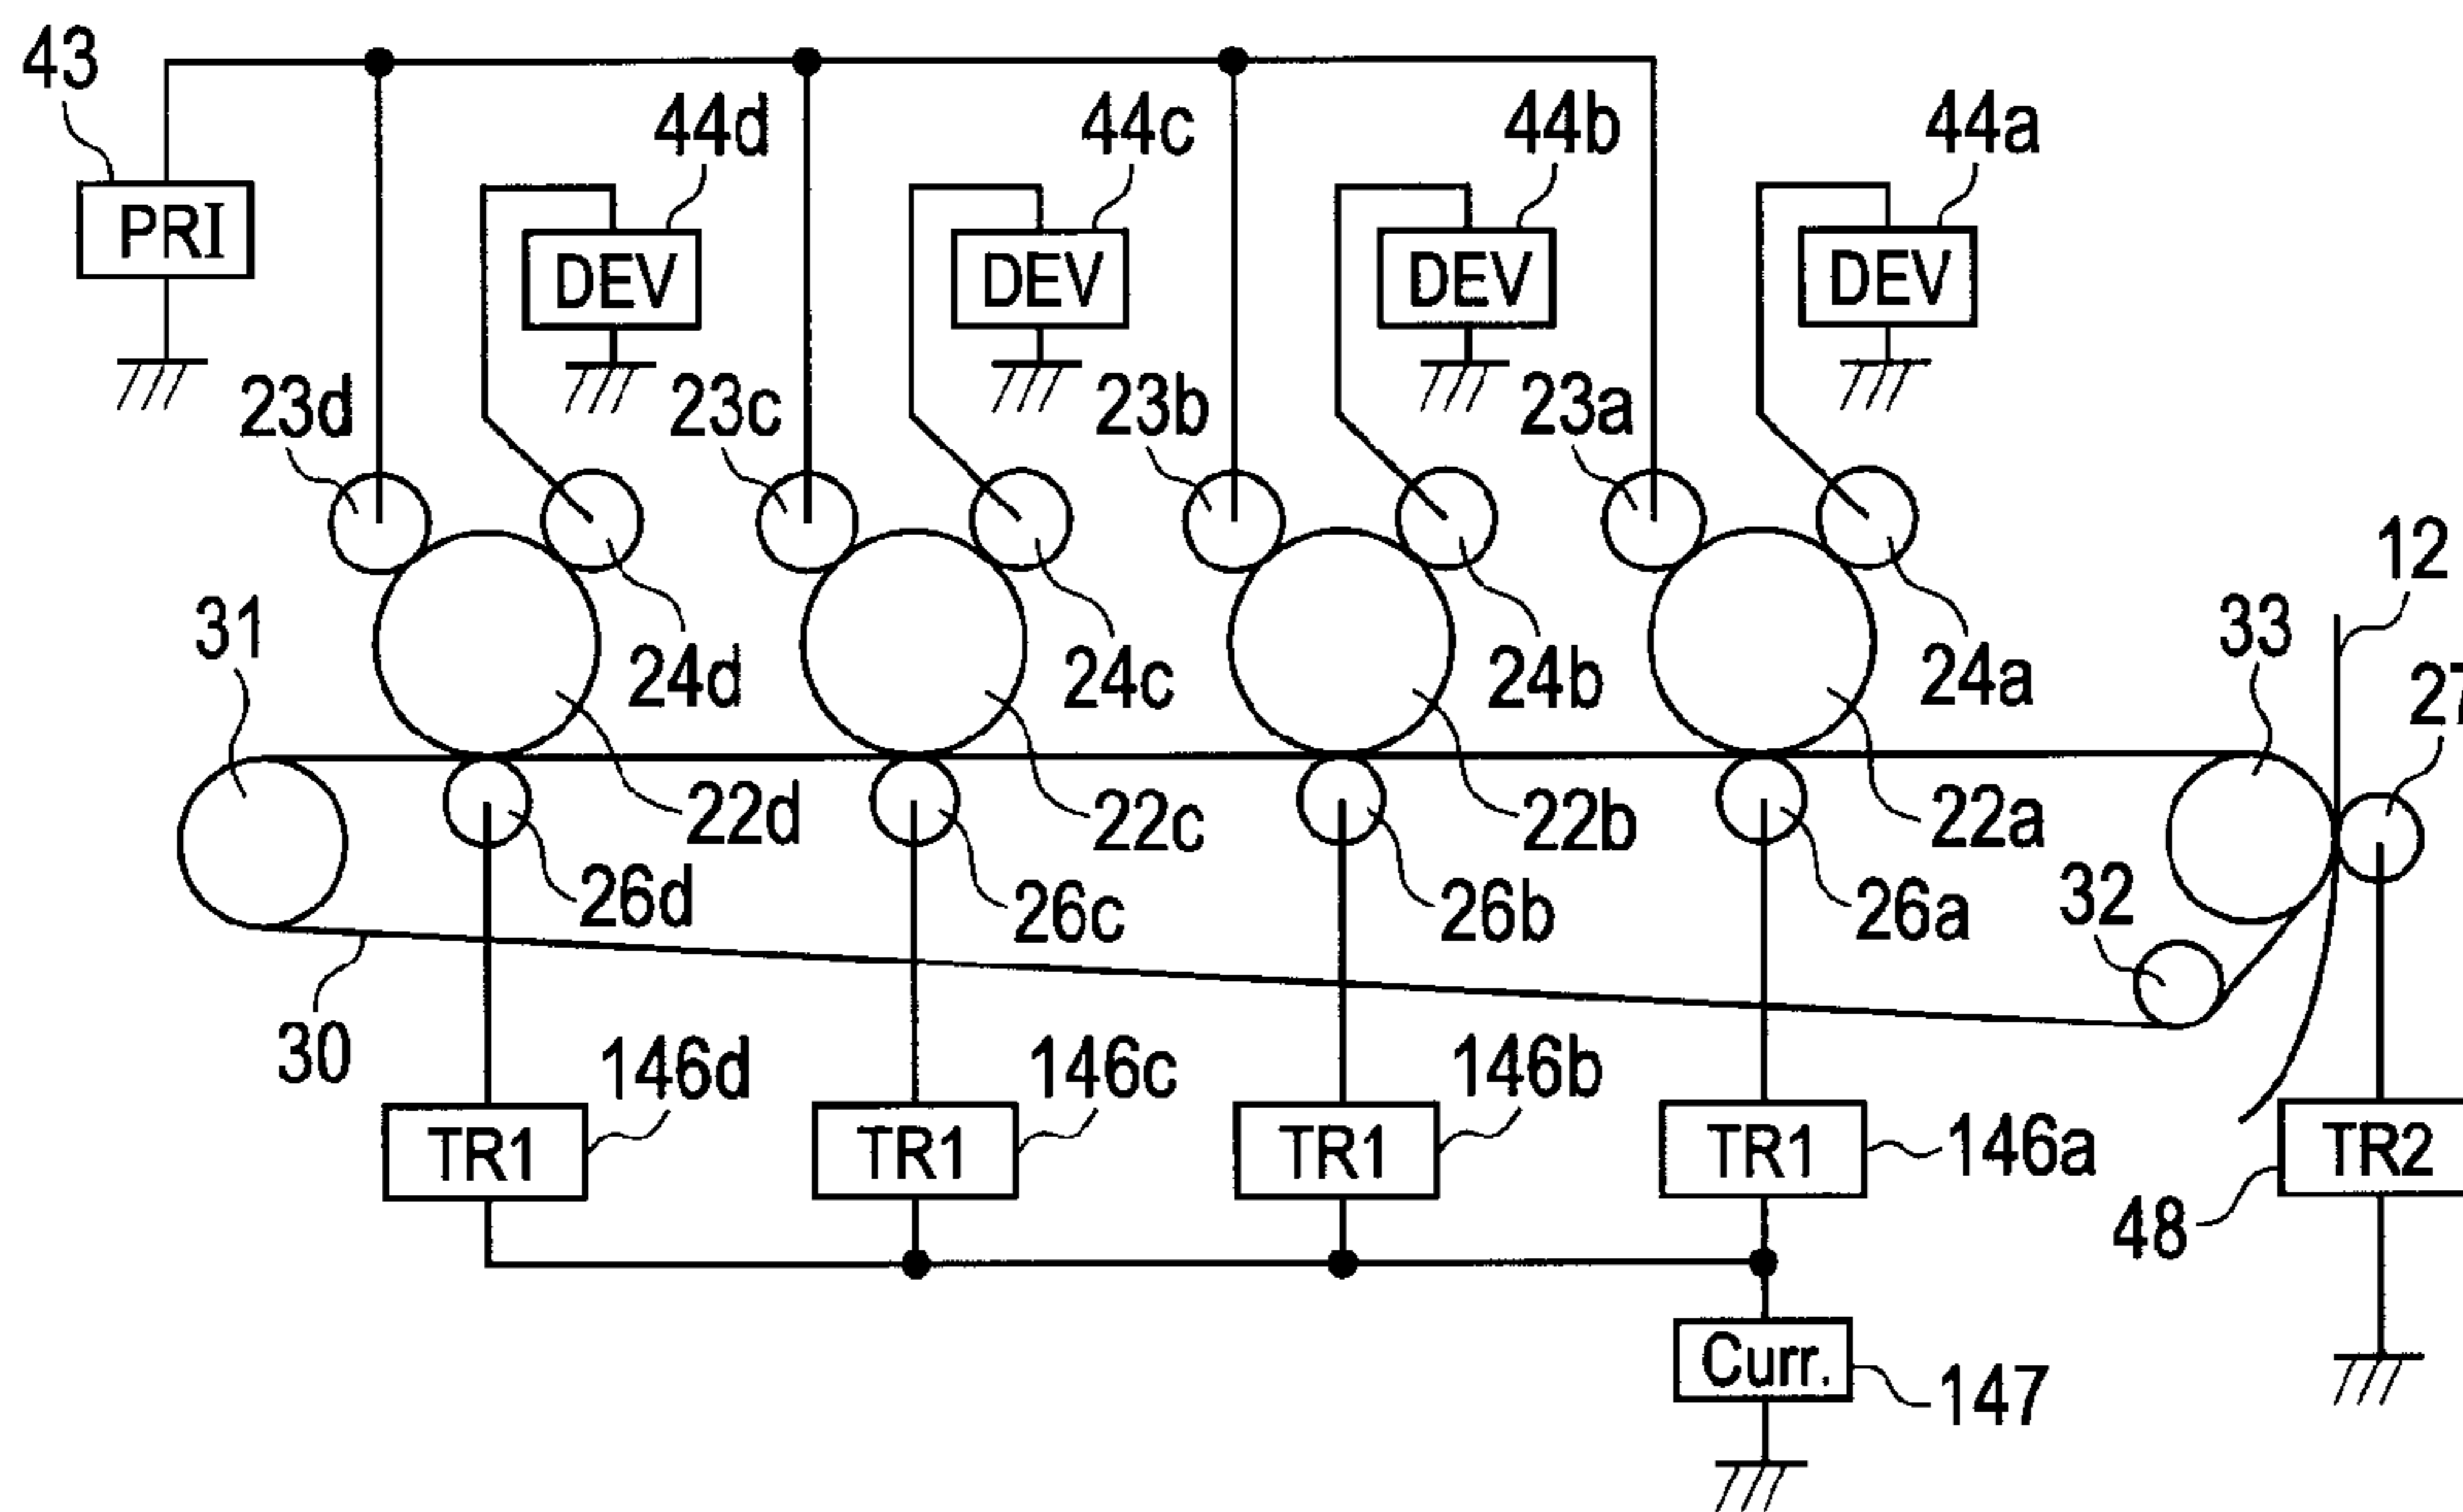 43
44d 44c 44b 44a
PRI
DEV DEV DEV DEV
23d 23c 23b 23a
12
31 33
24d 24c 24b 24a
27
22d 22c 22b 22a
26d 26c 26b 26a 32
30 146d 146c 146b
TR1 TR1 TR1 TR1 146a TR2
48
Curr. 147